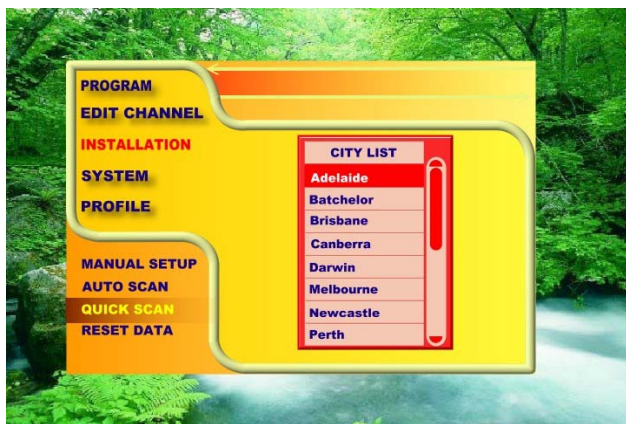 PROGRAM
EDIT CHANNEL
INSTALLATION
SYSTEM
PROFILE
MANUAL SETUP
AUTO SCAN
QUICK SCAN
RESET DATA
CITY LIST
Adelaide
Batchelor
Brisbane
Canberra
Darwin
Melbourne
Newcastle
Perth